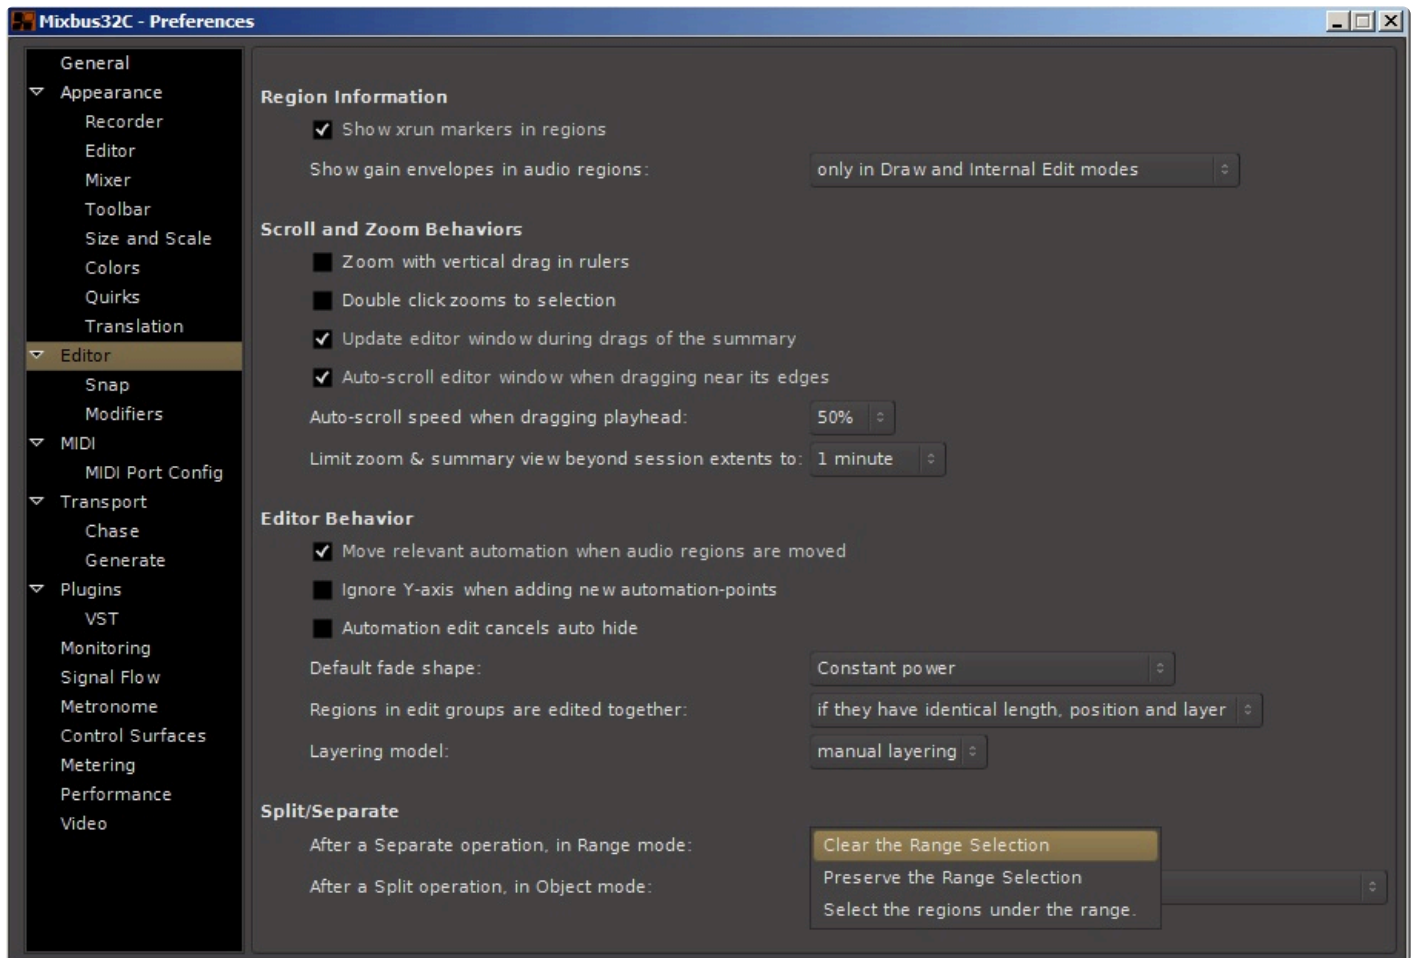 Mixbus32C - Preferences
General
Appearance
Recorder
Editor
Mixer
Toolbar
Size and Scale
Colors
Quirks
Translation
Editor
Snap
Modifiers
MIDI
MIDI Port Config
Transport
Chase
Generate
Plugins
VST
Monitoring
Signal Flow
Metronome
Control Surfaces
Metering
Performance
Video
Region Information
Show xrun markers in regions
Show gain envelopes in audio regions: only in Draw and Internal Edit modes
Scroll and Zoom Behaviors
Zoom with vertical drag in rulers
Double click zooms to selection
Update editor window during drags of the summary
Auto-scroll editor window when dragging near its edges
Auto-scroll speed when dragging playhead: 50%
Limit zoom & summary view beyond session extents to: 1 minute
Editor Behavior
Move relevant automation when audio regions are moved
Ignore Y-axis when adding new automation-points
Automation edit cancels auto hide
Default fade shape: Constant power
Regions in edit groups are edited together: if they have identical length, position and layer
Layering model: manual layering
Split/Separate
After a Separate operation, in Range mode: Clear the Range Selection
Preserve the Range Selection
After a Split operation, in Object mode:
Select the regions under the range.